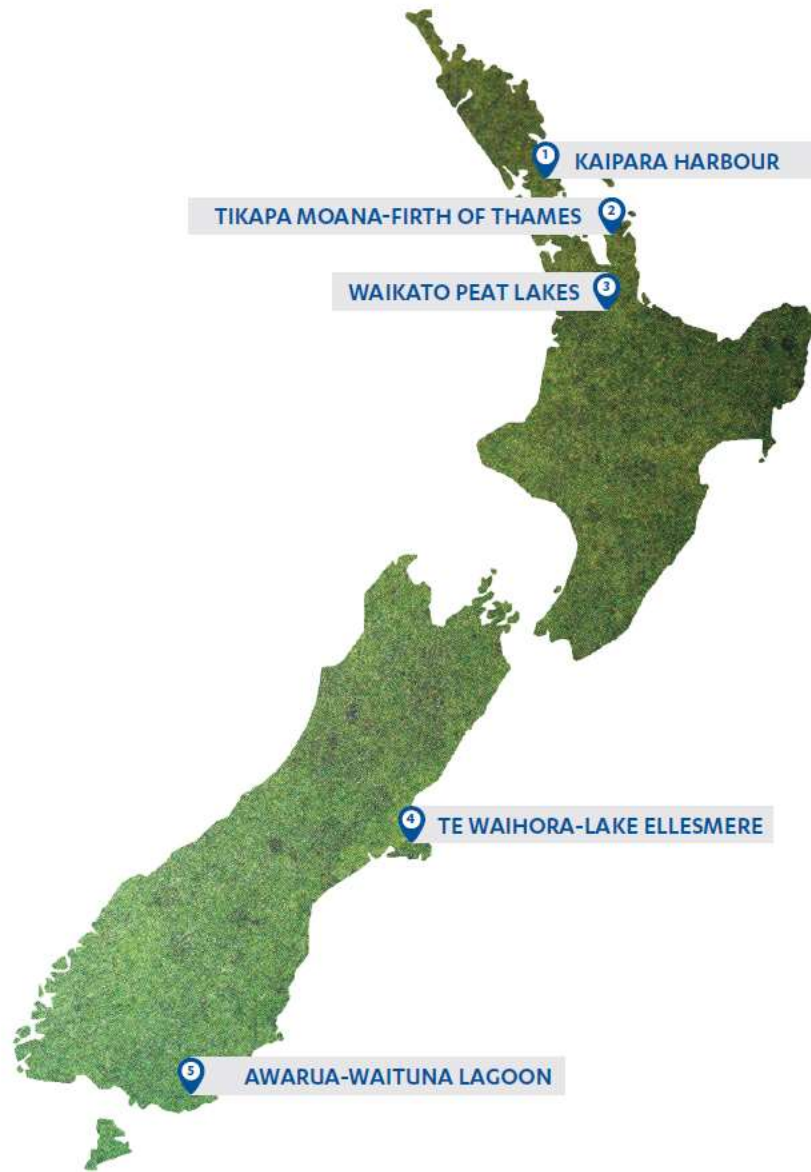 1 KAIPARA HARBOUR
TIKAPA MOANA-FIRTH OF THAMES 2
WAIKATO PEAT LAKES 3
4 TE WAIHORA-LAKE ELLESMERE
5 AWARUA-WAITUNA LAGOON